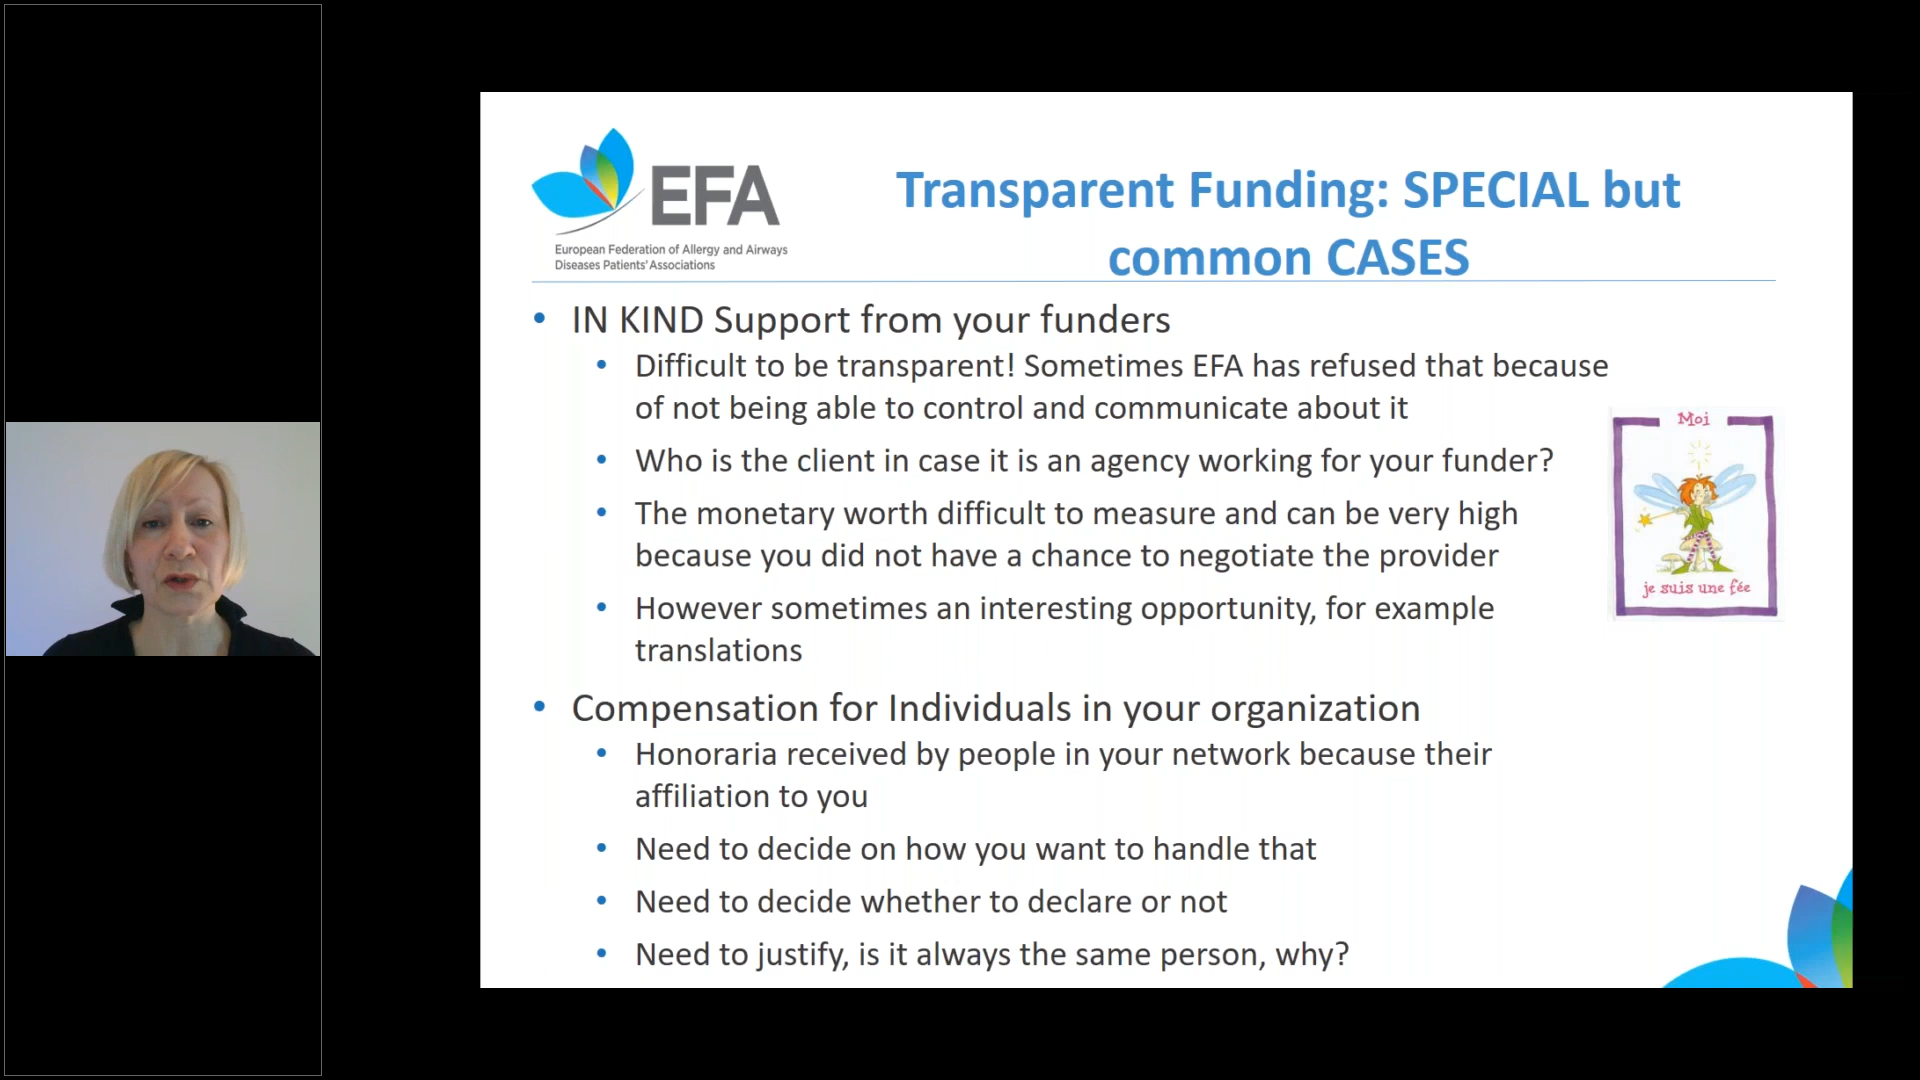 EFA
European Federation of Allergy and Airways
Diseases Patients' Associations
Transparent Funding: SPECIAL but
common CASES
• IN KIND Support from your funders
• Difficult to be transparent! Sometimes EFA has refused that because
of not being able to control and communicate about it
• Who is the client in case it is an agency working for your funder?
• The monetary worth difficult to measure and can be very high
because you did not have a chance to negotiate the provider
• However sometimes an interesting opportunity, for example
translations
Moi
je suis une fée
• Compensation for Individuals in your organization
• Honoraria received by people in your network because their
affiliation to you
• Need to decide on how you want to handle that
• Need to decide whether to declare or not
• Need to justify, is it always the same person, why?